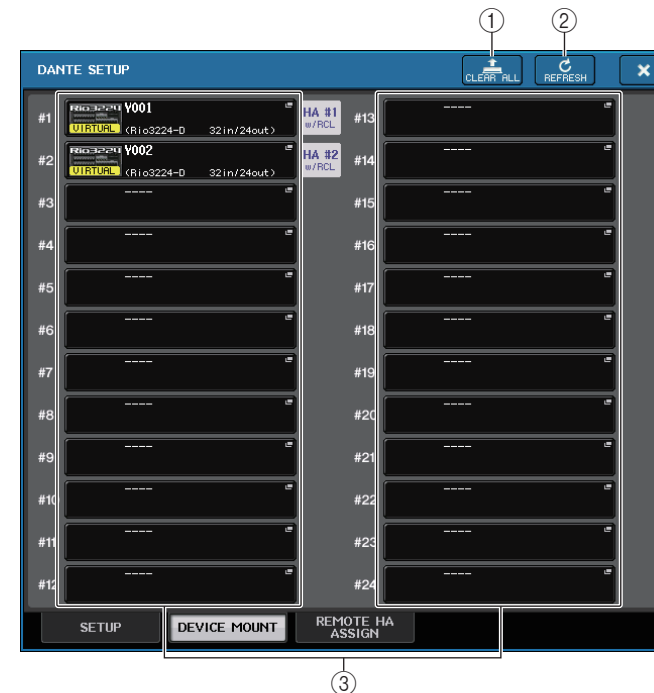 ① ②
DANTE SETUP CLEAR ALL REFRESH
#1 Rio3224 VIRTUAL Y001 (Rio3224-D 32in/24out) HA #1 w/RCL #13 ----
#2 Rio3224 VIRTUAL Y002 (Rio3224-D 32in/24out) HA #2 w/RCL #14 ----
#3 ---- #15 ----
#4 ---- #16 ----
#5 ---- #17 ----
#6 ---- #18 ----
#7 ---- #19 ----
#8 ---- #20 ----
#9 ---- #21 ----
#10 ---- #22 ----
#11 ---- #23 ----
#12 ---- #24 ----
SETUP DEVICE MOUNT REMOTE HA ASSIGN
③